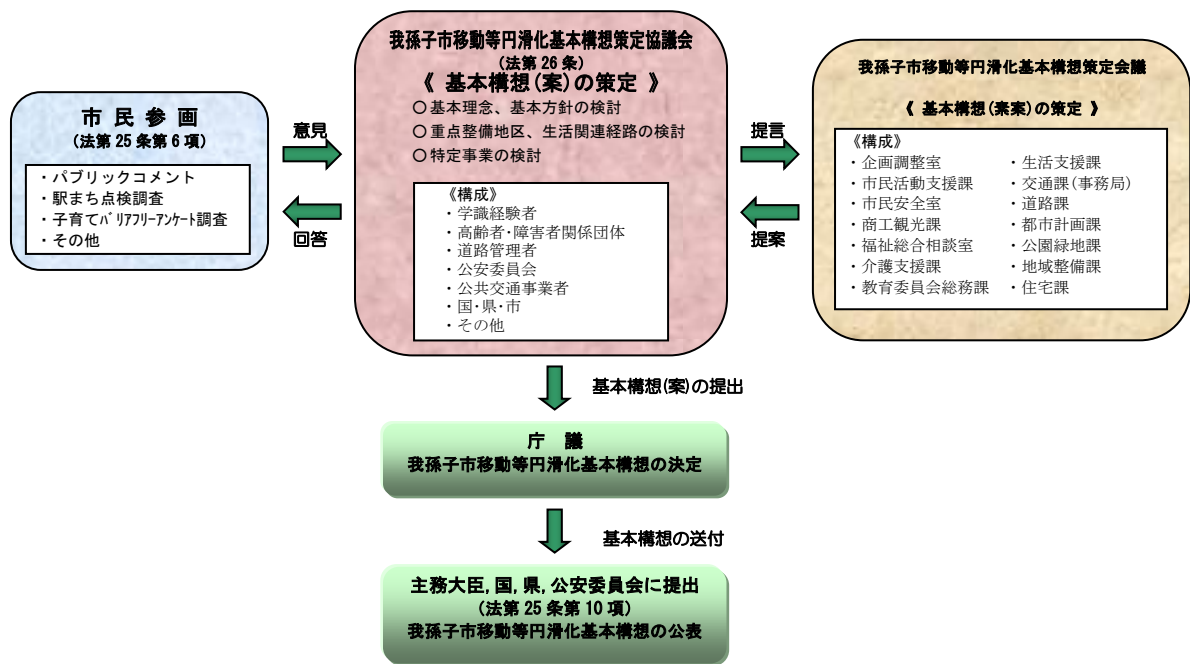 市 民 参 画
(法第25条第6項)
・パブリックコメント
・駅まち点検調査
・子育てﾊﾞﾘｱﾌﾘｰｱﾝｹｰﾄ調査
・その他
意見
回答
我孫子市移動等円滑化基本構想策定協議会
(法第26条)
《 基本構想(案)の策定 》
○基本理念、基本方針の検討
○重点整備地区、生活関連経路の検討
○特定事業の検討
《構成》
・学識経験者
・高齢者・障害者関係団体
・道路管理者
・公安委員会
・公共交通事業者
・国・県・市
・その他
提言
提案
我孫子市移動等円滑化基本構想策定会議
《 基本構想(素案)の策定 》
《構成》
・企画調整室
・市民活動支援課
・市民安全室
・商工観光課
・福祉総合相談室
・介護支援課
・教育委員会総務課
・生活支援課
・交通課(事務局)
・道路課
・都市計画課
・公園緑地課
・地域整備課
・住宅課
基本構想(案)の提出
庁 議
我孫子市移動等円滑化基本構想の決定
基本構想の送付
主務大臣,国,県,公安委員会に提出
(法第25条第10項)
我孫子市移動等円滑化基本構想の公表